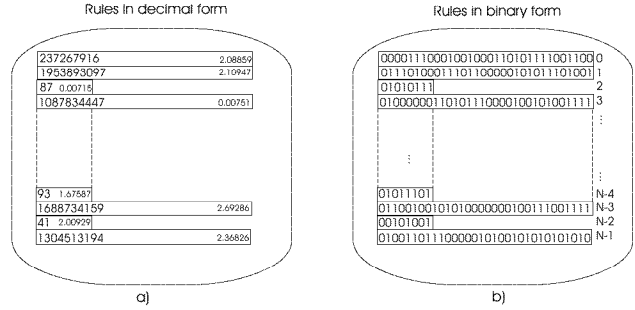 Rules in decimal form
237267916 2.08859
1953893097 2.10947
87 0.00715
1087834447 0.00751
93 1.67587
1688734159 2.69286
41 2.00929
1304513194 2.36826
a)
Rules in binary form
00001110001001000110101111001100 0
01110100011101100000101011101001 1
01010111 2
01000000110101110000100101001111 3
01011101 N-4
01100100101010000000100111001111 N-3
00101001 N-2
01001101110000010100101010101010 N-1
b)